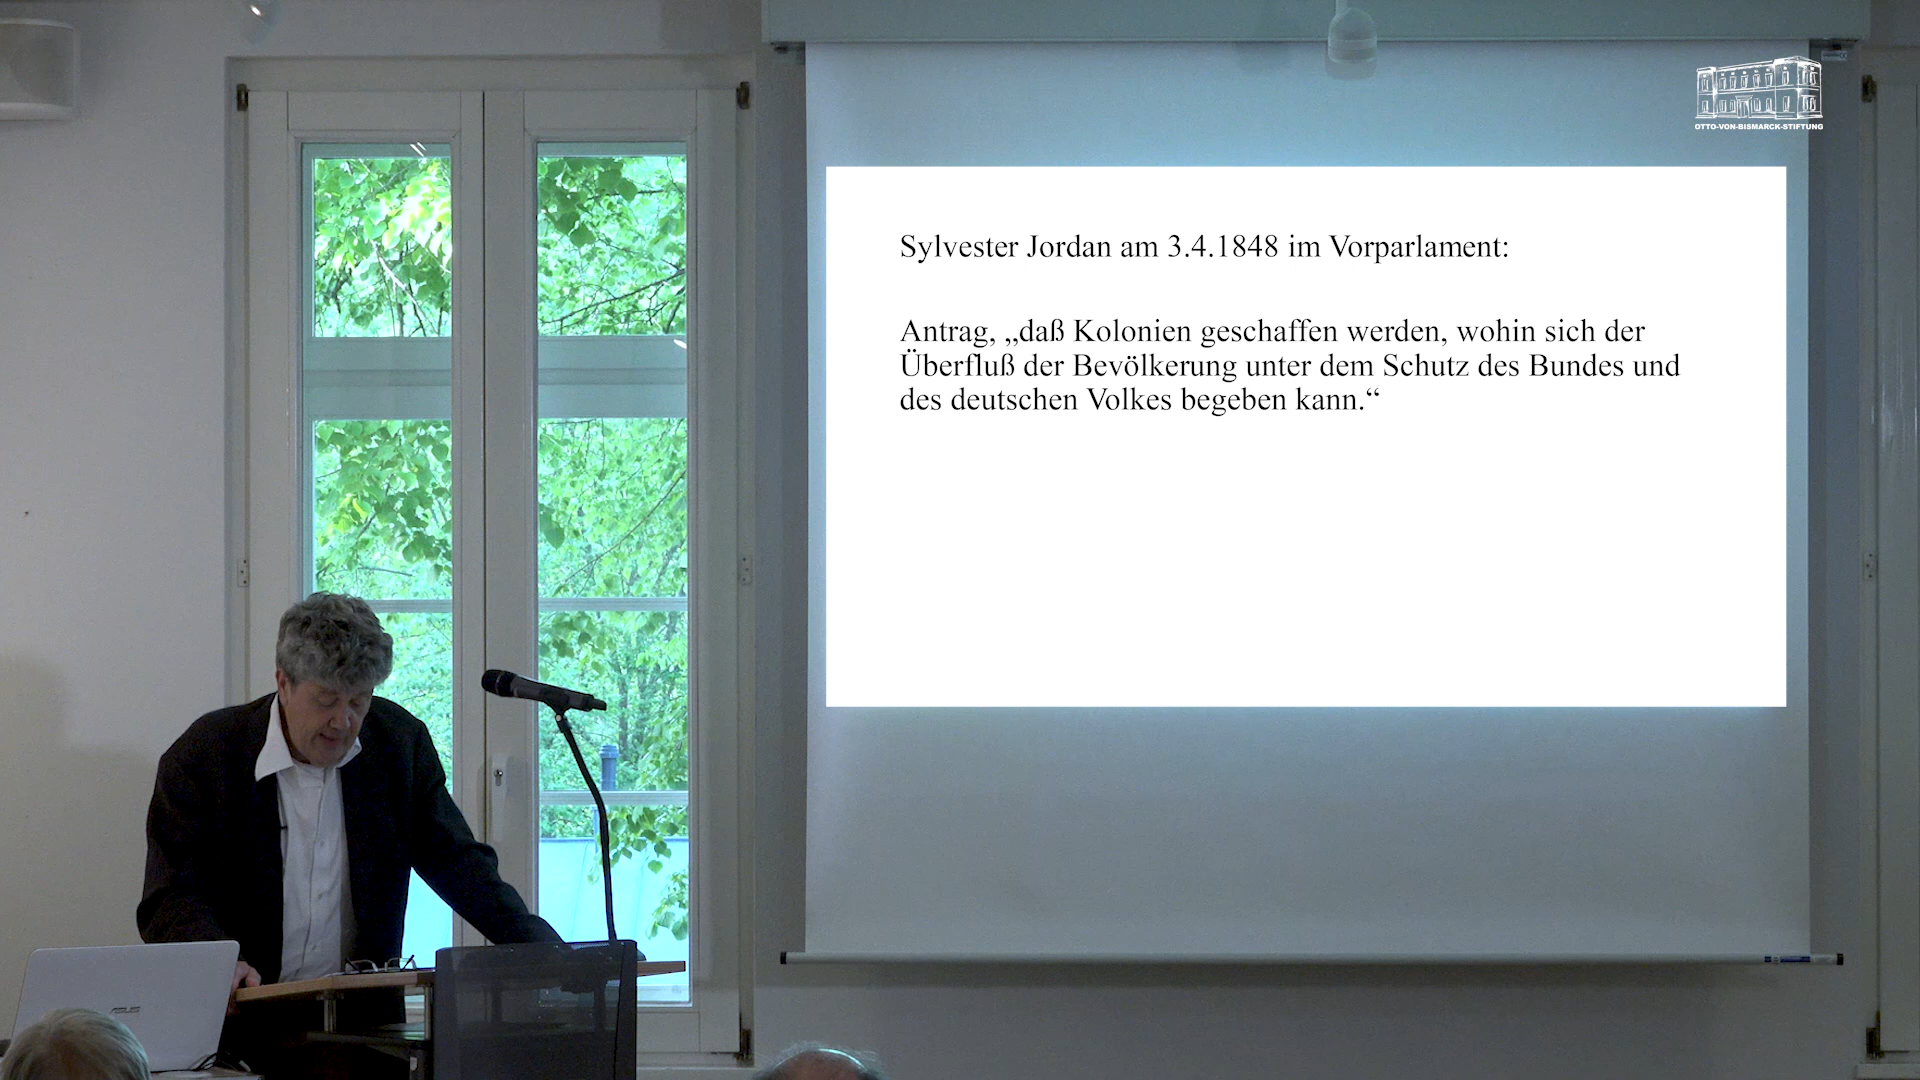 OTTO-VON-BISMARCK-STIFTUNG
Sylvester Jordan am 3.4.1848 im Vorparlament:
Antrag, „daß Kolonien geschaffen werden, wohin sich der
Überfluß der Bevölkerung unter dem Schutz des Bundes und
des deutschen Volkes begeben kann.“
ASUS